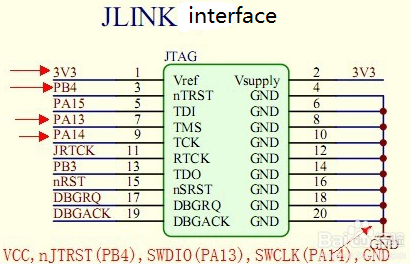 JLINK interface
JTAG
3V3 1 Vref Vsupply 2 3V3
PB4 3 nTRST GND 4
PA15 5 TDI GND 6
PA13 7 TMS GND 8
PA14 9 TCK GND 10
JRTCK 11 RTCK GND 12
PB3 13 TDO GND 14
nRST 15 nSRST GND 16
DBGRQ 17 DBGRQ GND 18
DBGACK 19 DBGACK GND 20
GND
VCC,nJTRST(PB4),SWDIO(PA13),SWCLK(PA14),GND